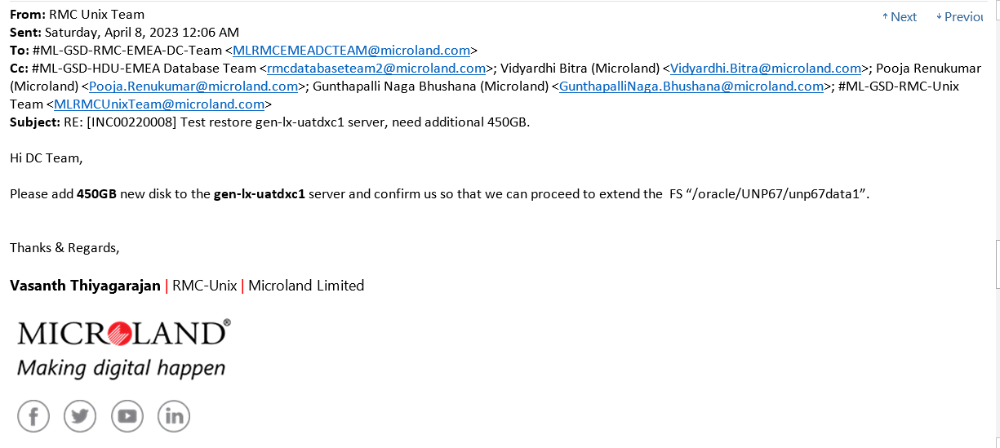 From: RMC Unix Team
↑ Next ↓ Previou
Sent: Saturday, April 8, 2023 12:06 AM
To: #ML-GSD-RMC-EMEA-DC-Team <MLRMCEMEADCTEAM@microland.com>
Cc: #ML-GSD-HDU-EMEA Database Team <rmcdatabaseteam2@microland.com>; Vidyardhi Bitra (Microland) <Vidyardhi.Bitra@microland.com>; Pooja Renukumar
(Microland) <Pooja.Renukumar@microland.com>; Gunthapalli Naga Bhushana (Microland) <GunthapalliNaga.Bhushana@microland.com>; #ML-GSD-RMC-Unix
Team <MLRMCUnixTeam@microland.com>
Subject: RE: [INC00220008] Test restore gen-lx-uatdxc1 server, need additional 450GB.
Hi DC Team,
Please add 450GB new disk to the gen-lx-uatdxc1 server and confirm us so that we can proceed to extend the  FS “/oracle/UNP67/unp67data1”.
Thanks & Regards,
Vasanth Thiyagarajan | RMC-Unix | Microland Limited
MICROLAND®
Making digital happen